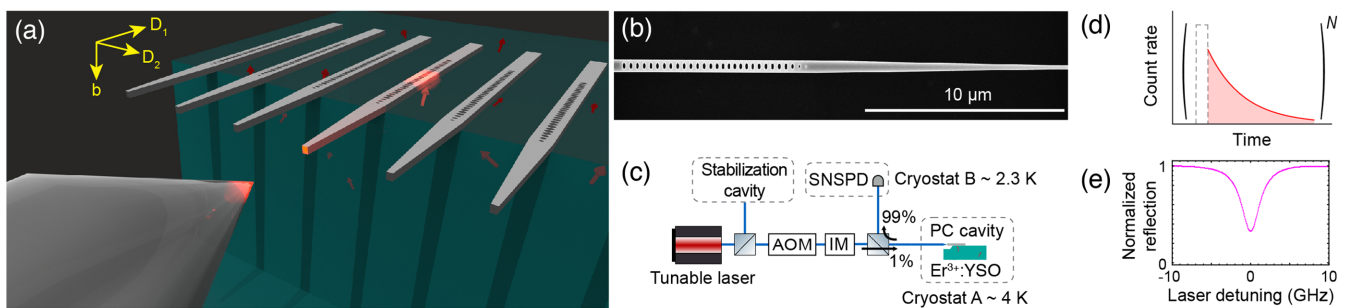 (a)
D1
D2
b
(b)
10 μm
(c)
Stabilization
cavity
SNSPD
Cryostat B ~ 2.3 K
99%
1%
AOM
IM
PC cavity
Er³⁺:YSO
Tunable laser
Cryostat A ~ 4 K
(d)
Count rate
N
Time
(e)
Normalized
reflection
1
0
-10
0
10
Laser detuning (GHz)